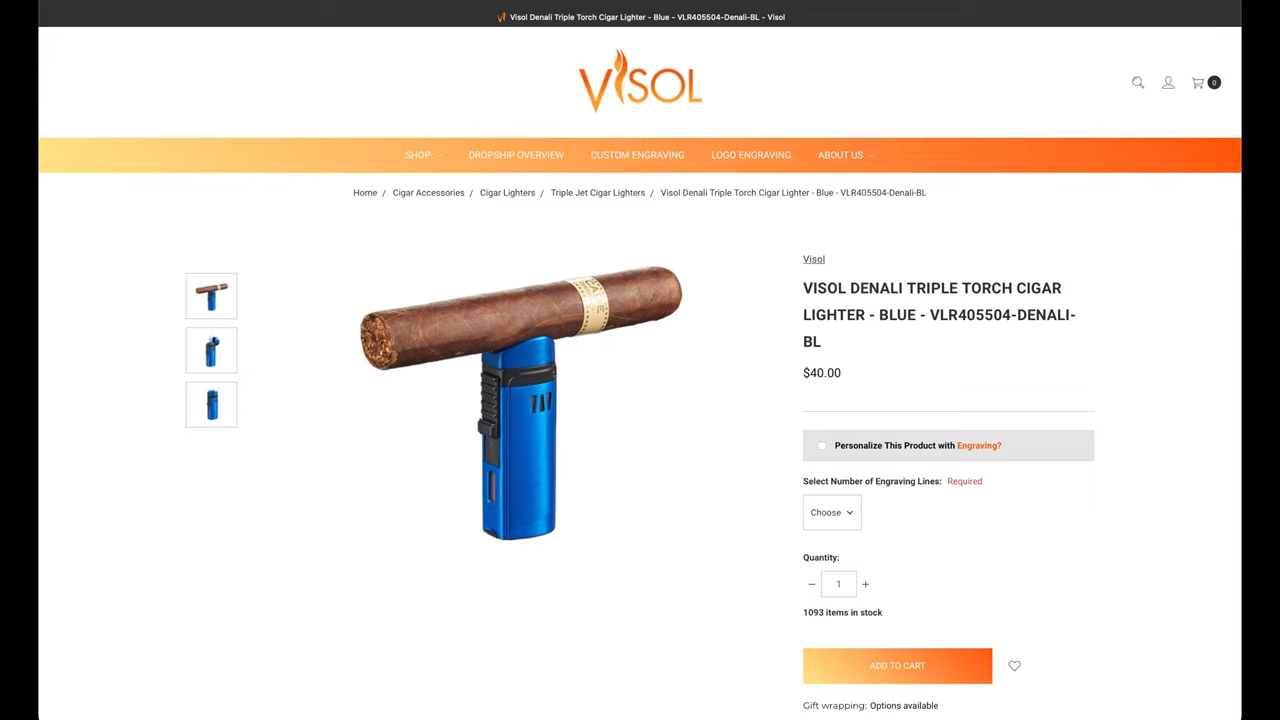 Visol Denali Triple Torch Cigar Lighter - Blue - VLR405504-Denali-BL - Visol
VISOL
0
SHOP DROPSHIP OVERVIEW CUSTOM ENGRAVING LOGO ENGRAVING ABOUT US
Home / Cigar Accessories / Cigar Lighters / Triple Jet Cigar Lighters / Visol Denali Triple Torch Cigar Lighter - Blue - VLR405504-Denali-BL
Visol
VISOL DENALI TRIPLE TORCH CIGAR
LIGHTER - BLUE - VLR405504-DENALI-
BL
$40.00
Personalize This Product with Engraving?
Select Number of Engraving Lines: Required
Choose
Quantity:
− 1 +
1093 items in stock
ADD TO CART
Gift wrapping: Options available